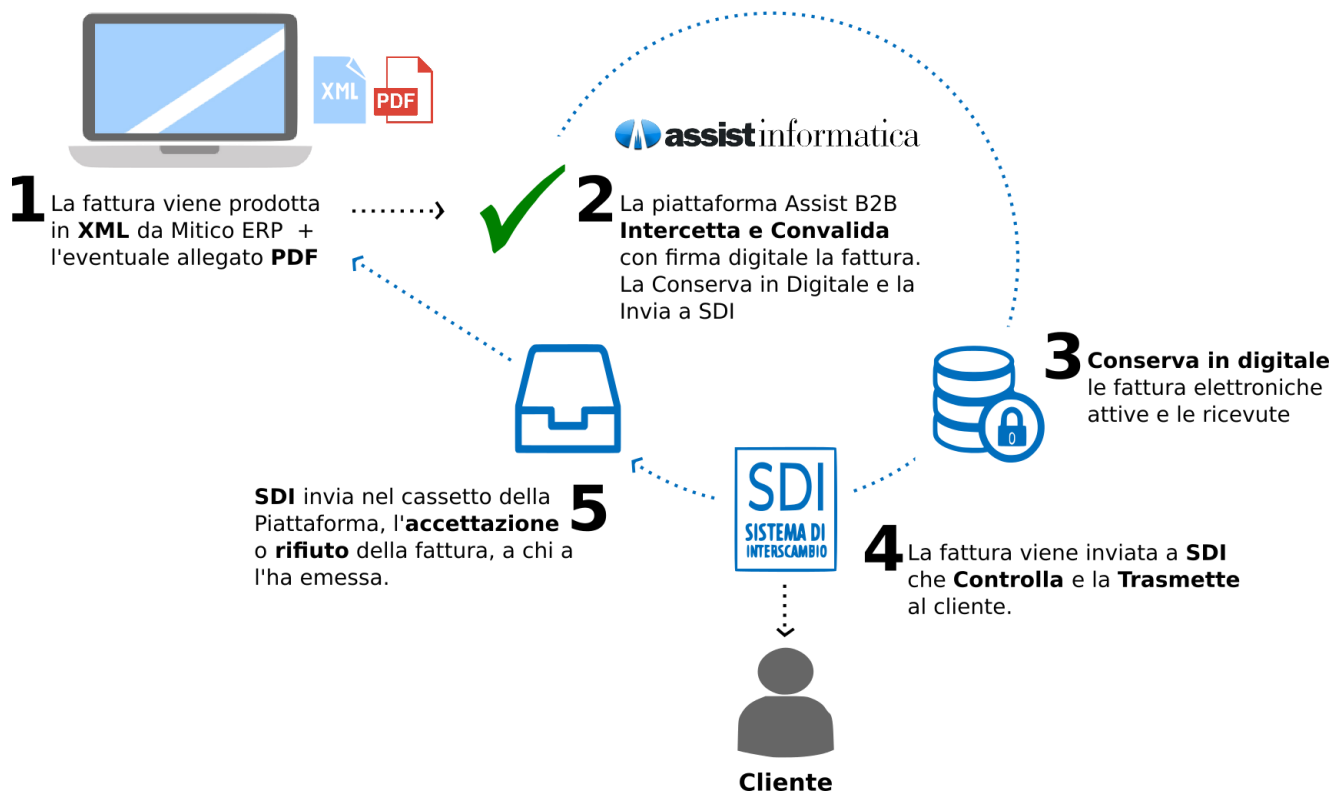 XML
PDF
assistinformatica
1
La fattura viene prodotta
in XML da Mitico ERP +
l'eventuale allegato PDF
2
La piattaforma Assist B2B
Intercetta e Convalida
con firma digitale la fattura.
La Conserva in Digitale e la
Invia a SDI
3
Conserva in digitale
le fattura elettroniche
attive e le ricevute
SDI
SISTEMA DI
INTERSCAMBIO
4
La fattura viene inviata a SDI
che Controlla e la Trasmette
al cliente.
5
SDI invia nel cassetto della
Piattaforma, l'accettazione
o rifiuto della fattura, a chi a
l'ha emessa.
Cliente